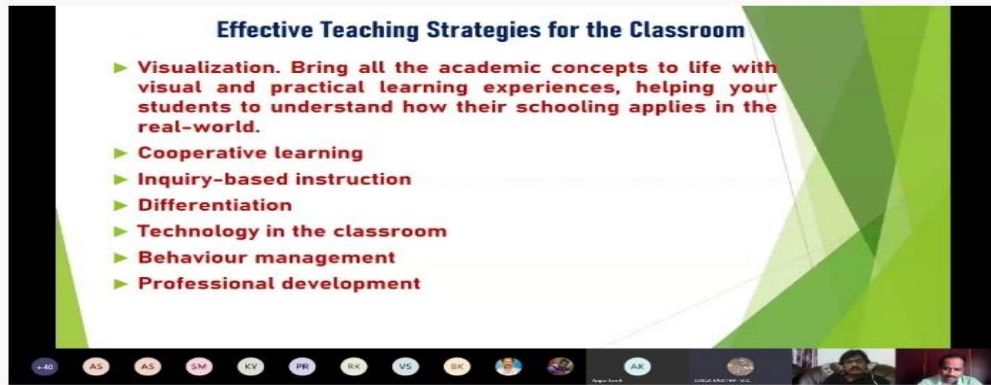 Effective Teaching Strategies for the Classroom
Visualization. Bring all the academic concepts to life with
visual and practical learning experiences, helping your
students to understand how their schooling applies in the
real-world.
Cooperative learning
Inquiry-based instruction
Differentiation
Technology in the classroom
Behaviour management
Professional development
+40 AS AS SM KY PR RK VS BK AK